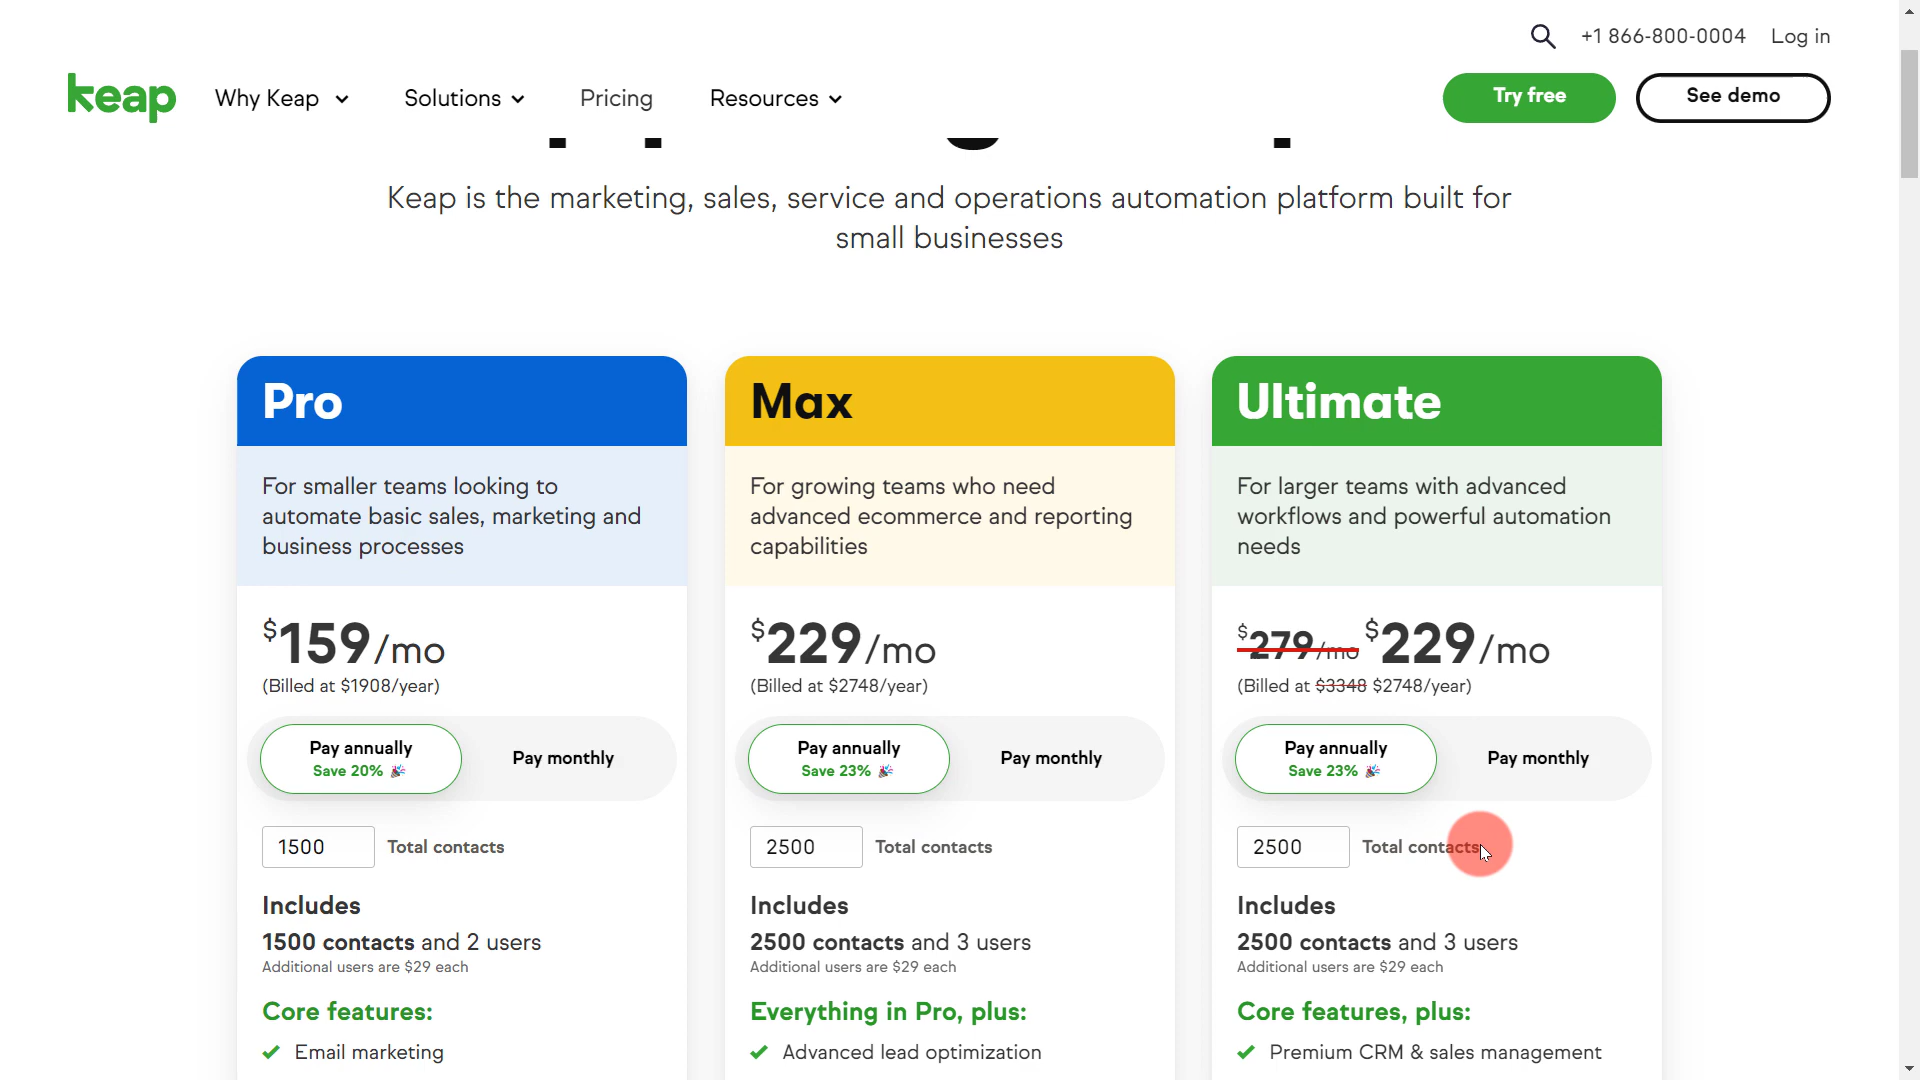 +1 866-800-0004 Log in
keap Why Keap Solutions Pricing Resources Try free See demo
Keap is the marketing, sales, service and operations automation platform built for
small businesses
Pro
For smaller teams looking to
automate basic sales, marketing and
business processes
$159/mo
(Billed at $1908/year)
Pay annually
Save 20% 🎉
Pay monthly
1500 Total contacts
Includes
1500 contacts and 2 users
Additional users are $29 each
Core features:
✔ Email marketing
Max
For growing teams who need
advanced ecommerce and reporting
capabilities
$229/mo
(Billed at $2748/year)
Pay annually
Save 23% 🎉
Pay monthly
2500 Total contacts
Includes
2500 contacts and 3 users
Additional users are $29 each
Everything in Pro, plus:
✔ Advanced lead optimization
Ultimate
For larger teams with advanced
workflows and powerful automation
needs
$279/mo $229/mo
(Billed at $3348 $2748/year)
Pay annually
Save 23% 🎉
Pay monthly
2500 Total contacts
Includes
2500 contacts and 3 users
Additional users are $29 each
Core features, plus:
✔ Premium CRM & sales management